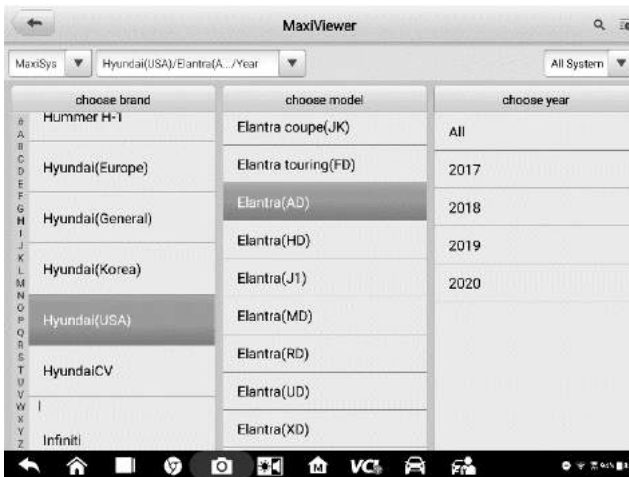 MaxiViewer
MaxiSys
Hyundai(USA)/Elantra(A.../Year
All System
choose brand
choose model
choose year
#
A
B
C
D
E
F
G
H
I
J
K
L
M
N
O
P
Q
R
S
T
U
V
W
X
Y
Z
Hummer H-1
Hyundai(Europe)
Hyundai(General)
Hyundai(Korea)
Hyundai(USA)
HyundaiCV
I
Infiniti
Elantra coupe(JK)
Elantra touring(FD)
Elantra(AD)
Elantra(HD)
Elantra(J1)
Elantra(MD)
Elantra(RD)
Elantra(UD)
Elantra(XD)
All
2017
2018
2019
2020
M
VCI